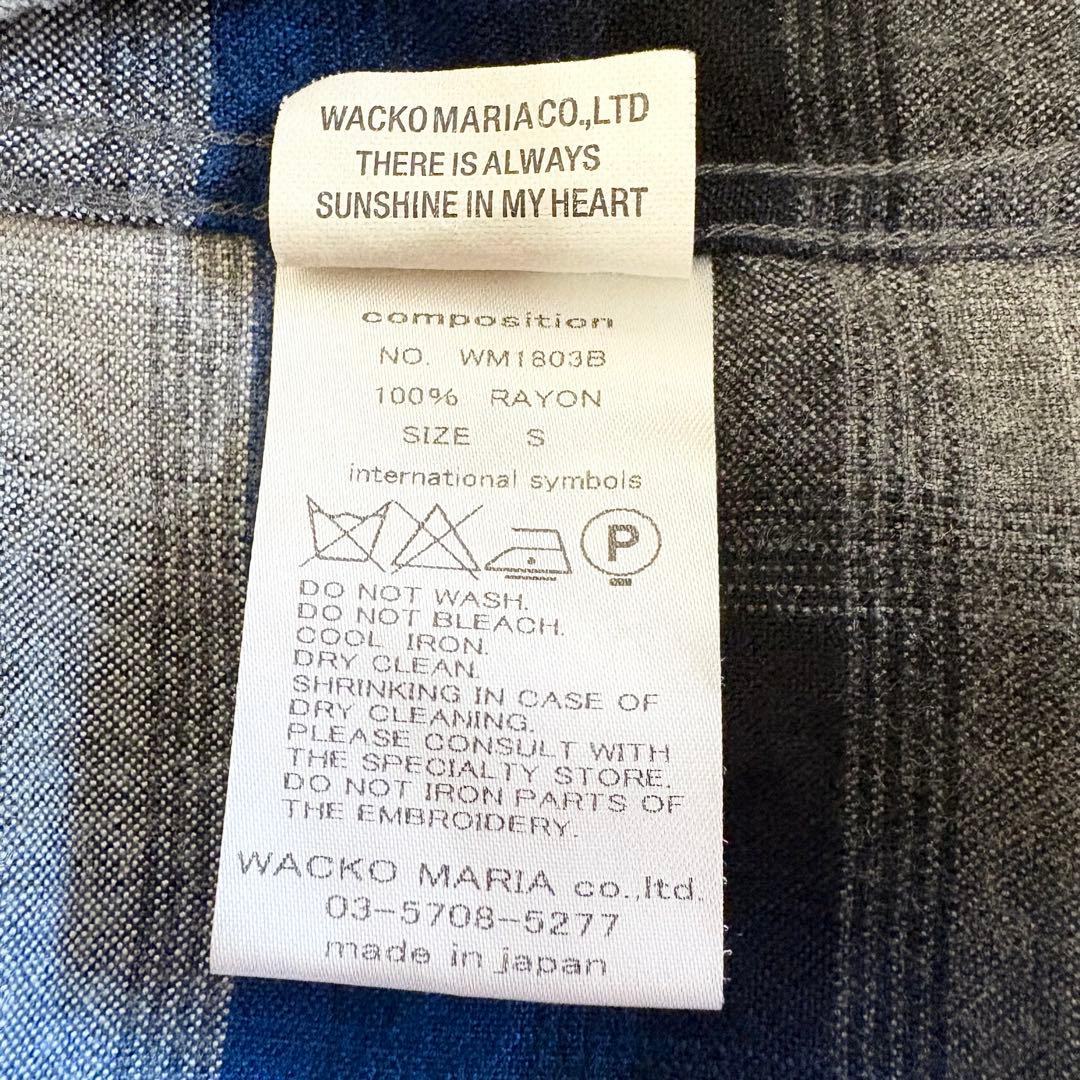 WACKO MARIA CO.,LTD
THERE IS ALWAYS
SUNSHINE IN MY HEART
composition
NO. WM1803B
100% RAYON
SIZE S
international symbols
P
DO NOT WASH.
DO NOT BLEACH.
COOL IRON.
DRY CLEAN.
SHRINKING IN CASE OF
DRY CLEANING.
PLEASE CONSULT WITH
THE SPECIALTY STORE.
DO NOT IRON PARTS OF
THE EMBROIDERY.
WACKO MARIA co.,ltd.
03-5708-5277
made in japan